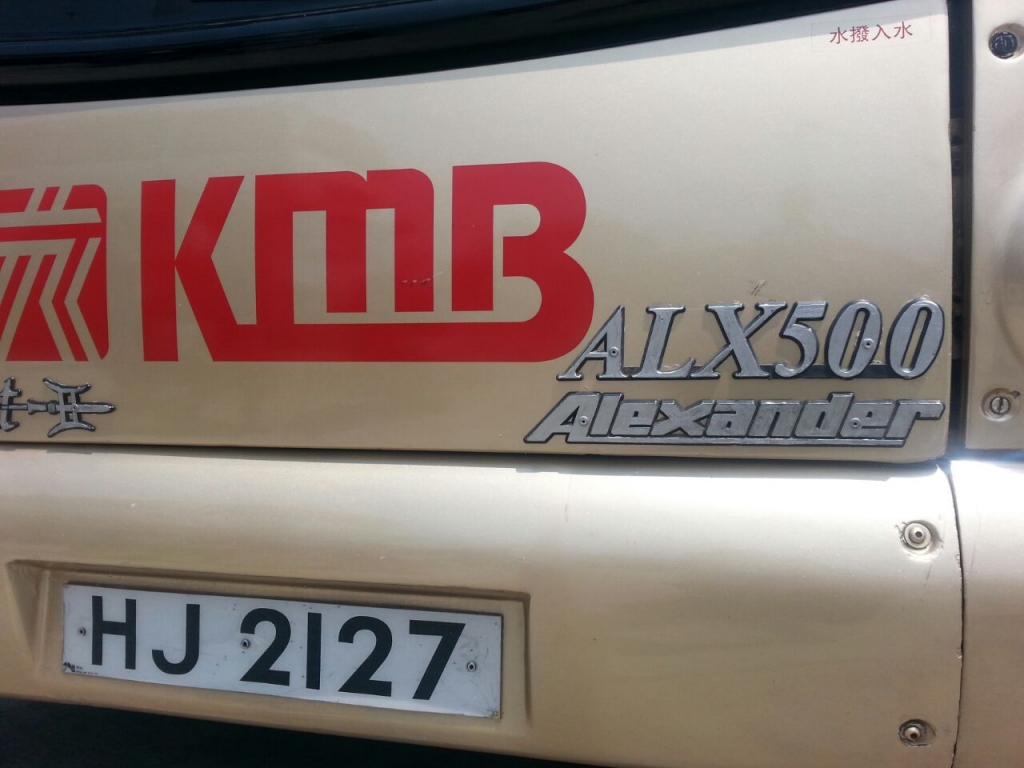 水撥入水
KMB
ALX500
Alexander
HJ 2127